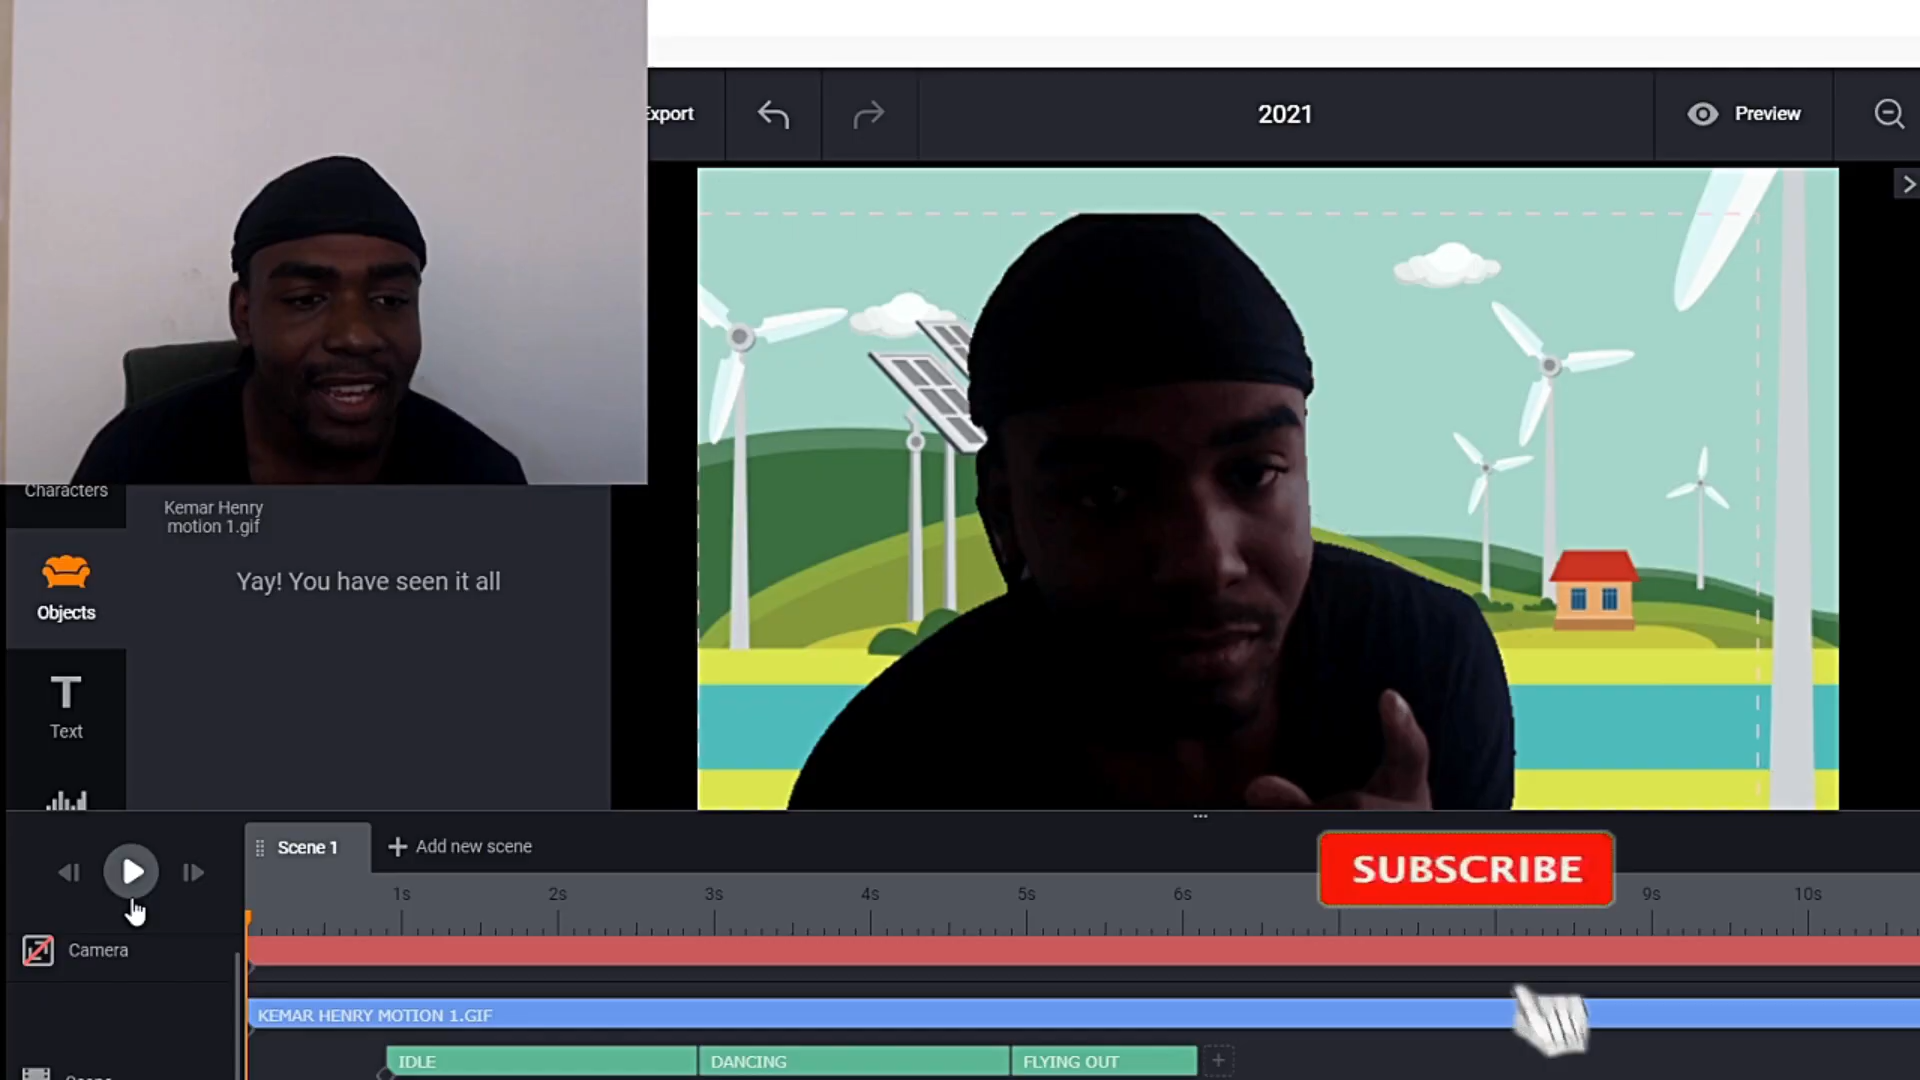 Export
2021
Preview
Characters
Kemar Henry
motion 1.gif
Yay! You have seen it all
Objects
T
Text
Scene 1
+ Add new scene
SUBSCRIBE
1s 2s 3s 4s 5s 6s 9s 10s
Camera
KEMAR HENRY MOTION 1.GIF
IDLE DANCING FLYING OUT +